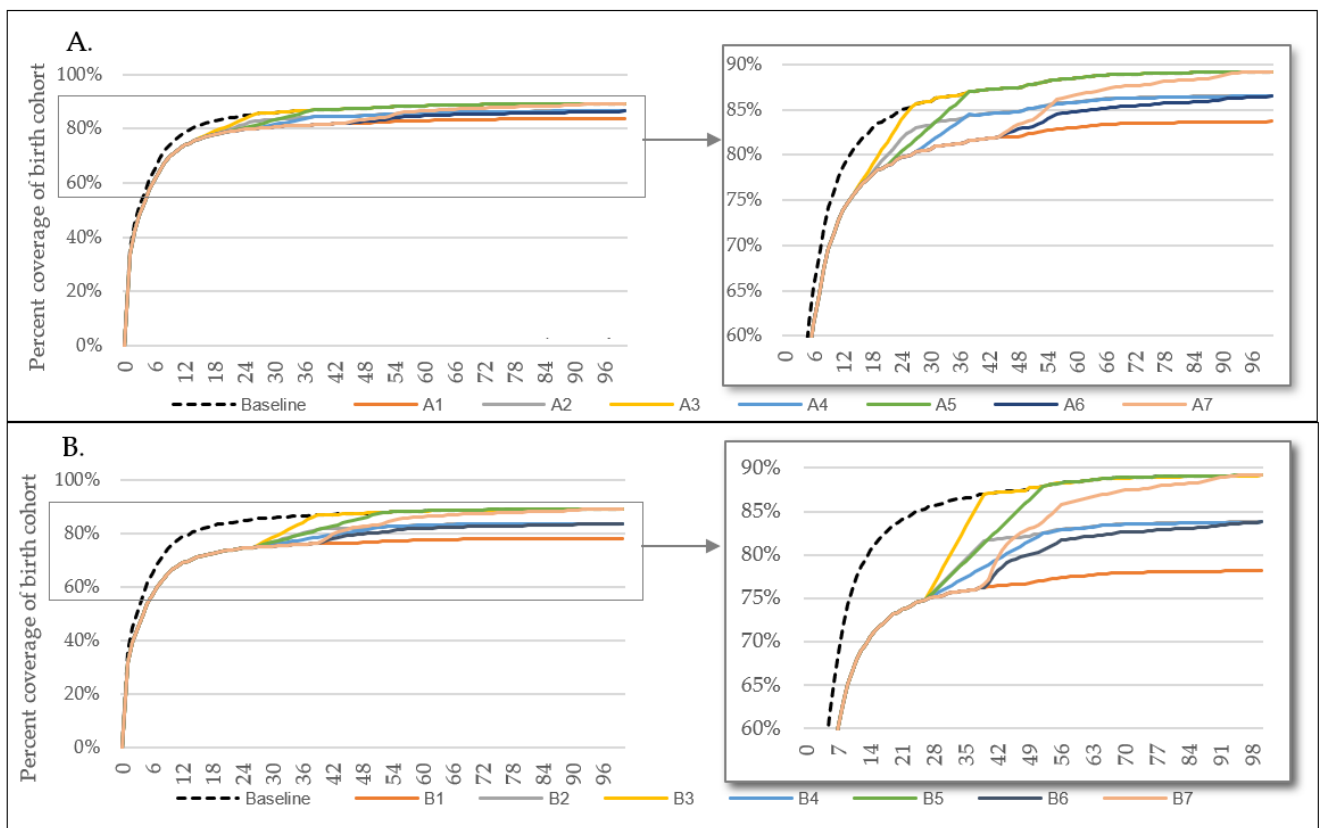 A.
Percent coverage of birth cohort
100%
80%
60%
40%
20%
0%
0 6 12 18 24 30 36 42 48 54 60 66 72 78 84 90 96
90%
85%
80%
75%
70%
65%
60%
0 6 12 18 24 30 36 42 48 54 60 66 72 78 84 90 96
Baseline A1 A2 A3 A4 A5 A6 A7
B.
Percent coverage of birth cohort
100%
80%
60%
40%
20%
0%
0 6 12 18 24 30 36 42 48 54 60 66 72 78 84 90 96
90%
85%
80%
75%
70%
65%
60%
0 7 14 21 28 35 42 49 56 63 70 77 84 91 98
Baseline B1 B2 B3 B4 B5 B6 B7